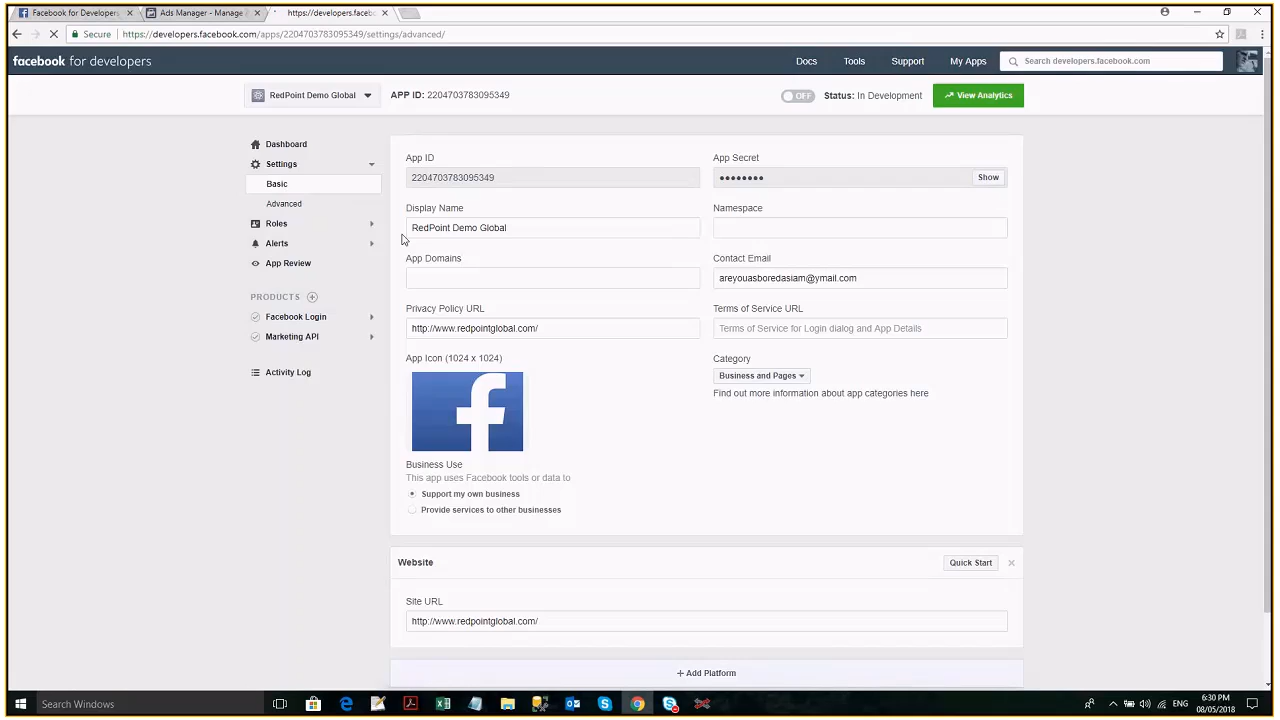 Facebook for Developers
Ads Manager - Manage
https://developers.faceb
Secure
https://developers.facebook.com/apps/2204703783095349/settings/advanced/
facebook for developers
Docs
Tools
Support
My Apps
Search developers.facebook.com
RedPoint Demo Global
APP ID: 2204703783095349
OFF
Status: In Development
View Analytics
Dashboard
Settings
Basic
Advanced
Roles
Alerts
App Review
PRODUCTS
Facebook Login
Marketing API
Activity Log
App ID
2204703783095349
App Secret
●●●●●●●●
Show
Display Name
RedPoint Demo Global
Namespace
App Domains
Contact Email
areyouasboredasiam@ymail.com
Privacy Policy URL
http://www.redpointglobal.com/
Terms of Service URL
Terms of Service for Login dialog and App Details
App Icon (1024 x 1024)
Category
Business and Pages
Find out more information about app categories here
Business Use
This app uses Facebook tools or data to
Support my own business
Provide services to other businesses
Website
Quick Start
Site URL
http://www.redpointglobal.com/
+ Add Platform
Search Windows
ENG
6:30 PM
08/05/2018